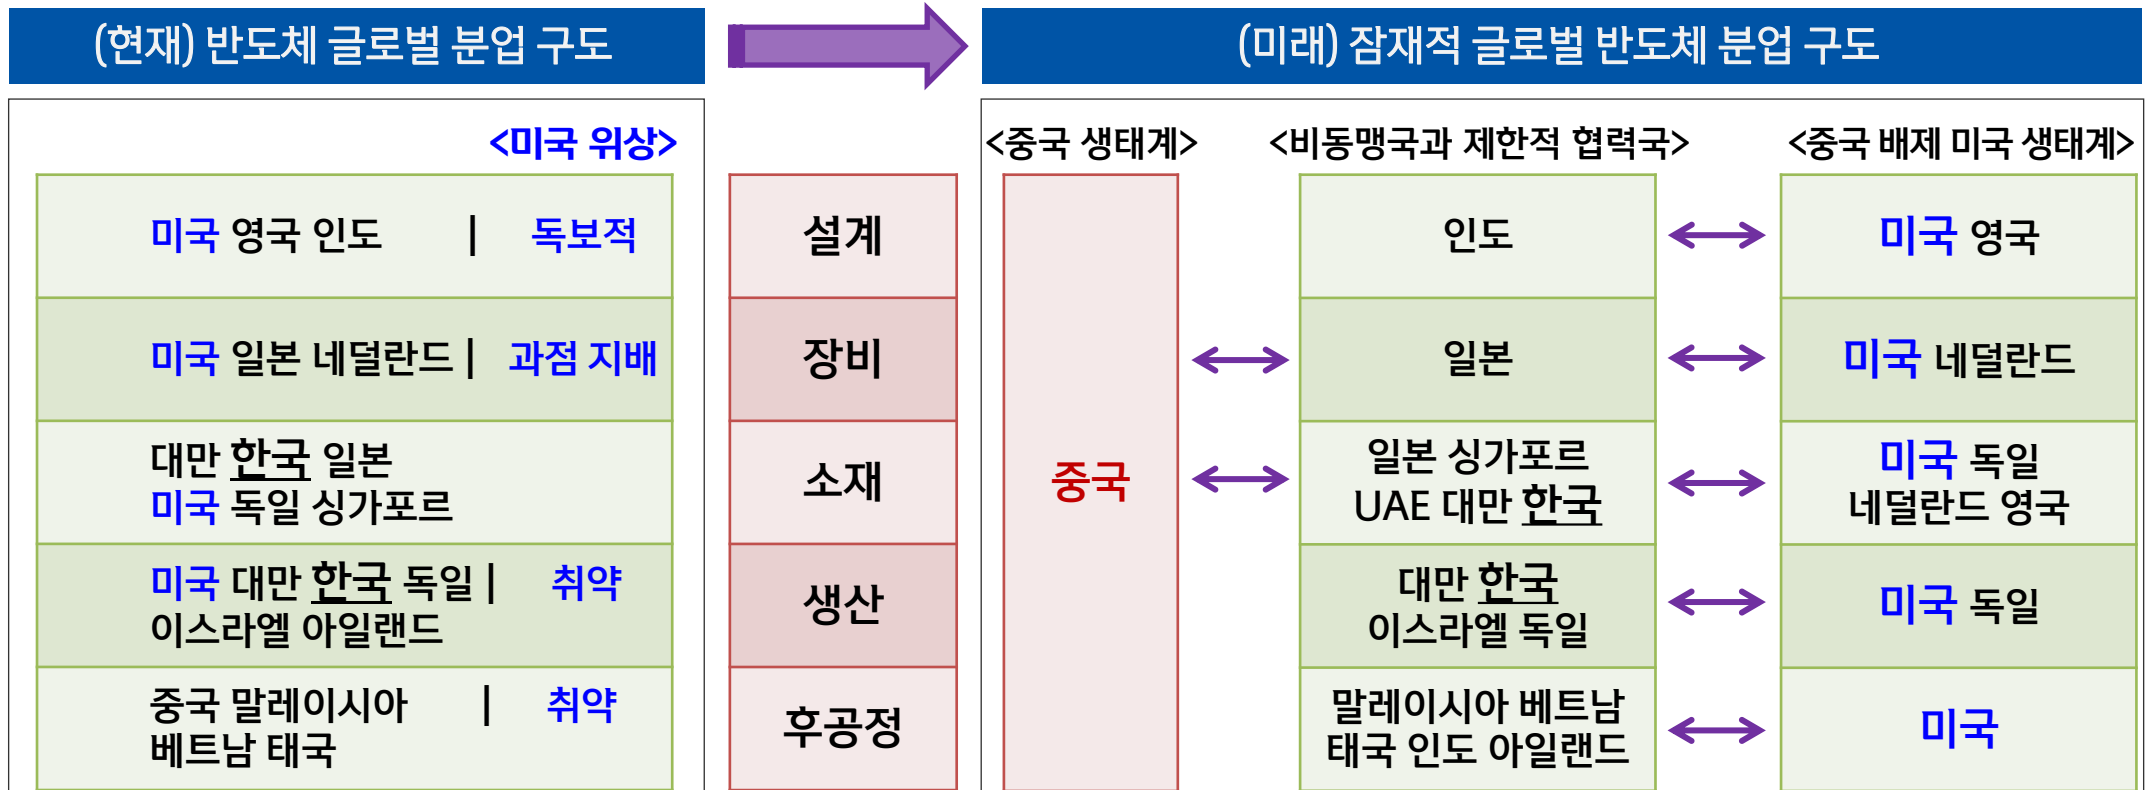 (현재) 반도체 글로벌 분업 구도
(미래) 잠재적 글로벌 반도체 분업 구도
<미국 위상>
<중국 생태계>
<비동맹국과 제한적 협력국>
<중국 배제 미국 생태계>
미국 영국 인도 | 독보적
설계
인도
미국 영국
미국 일본 네덜란드 | 과점 지배
장비
일본
미국 네덜란드
대만 한국 일본
미국 독일 싱가포르
소재
중국
일본 싱가포르
UAE 대만 한국
미국 독일
네덜란드 영국
미국 대만 한국 독일 | 취약
이스라엘 아일랜드
생산
대만 한국
이스라엘 독일
미국 독일
중국 말레이시아 | 취약
베트남 태국
후공정
말레이시아 베트남
태국 인도 아일랜드
미국